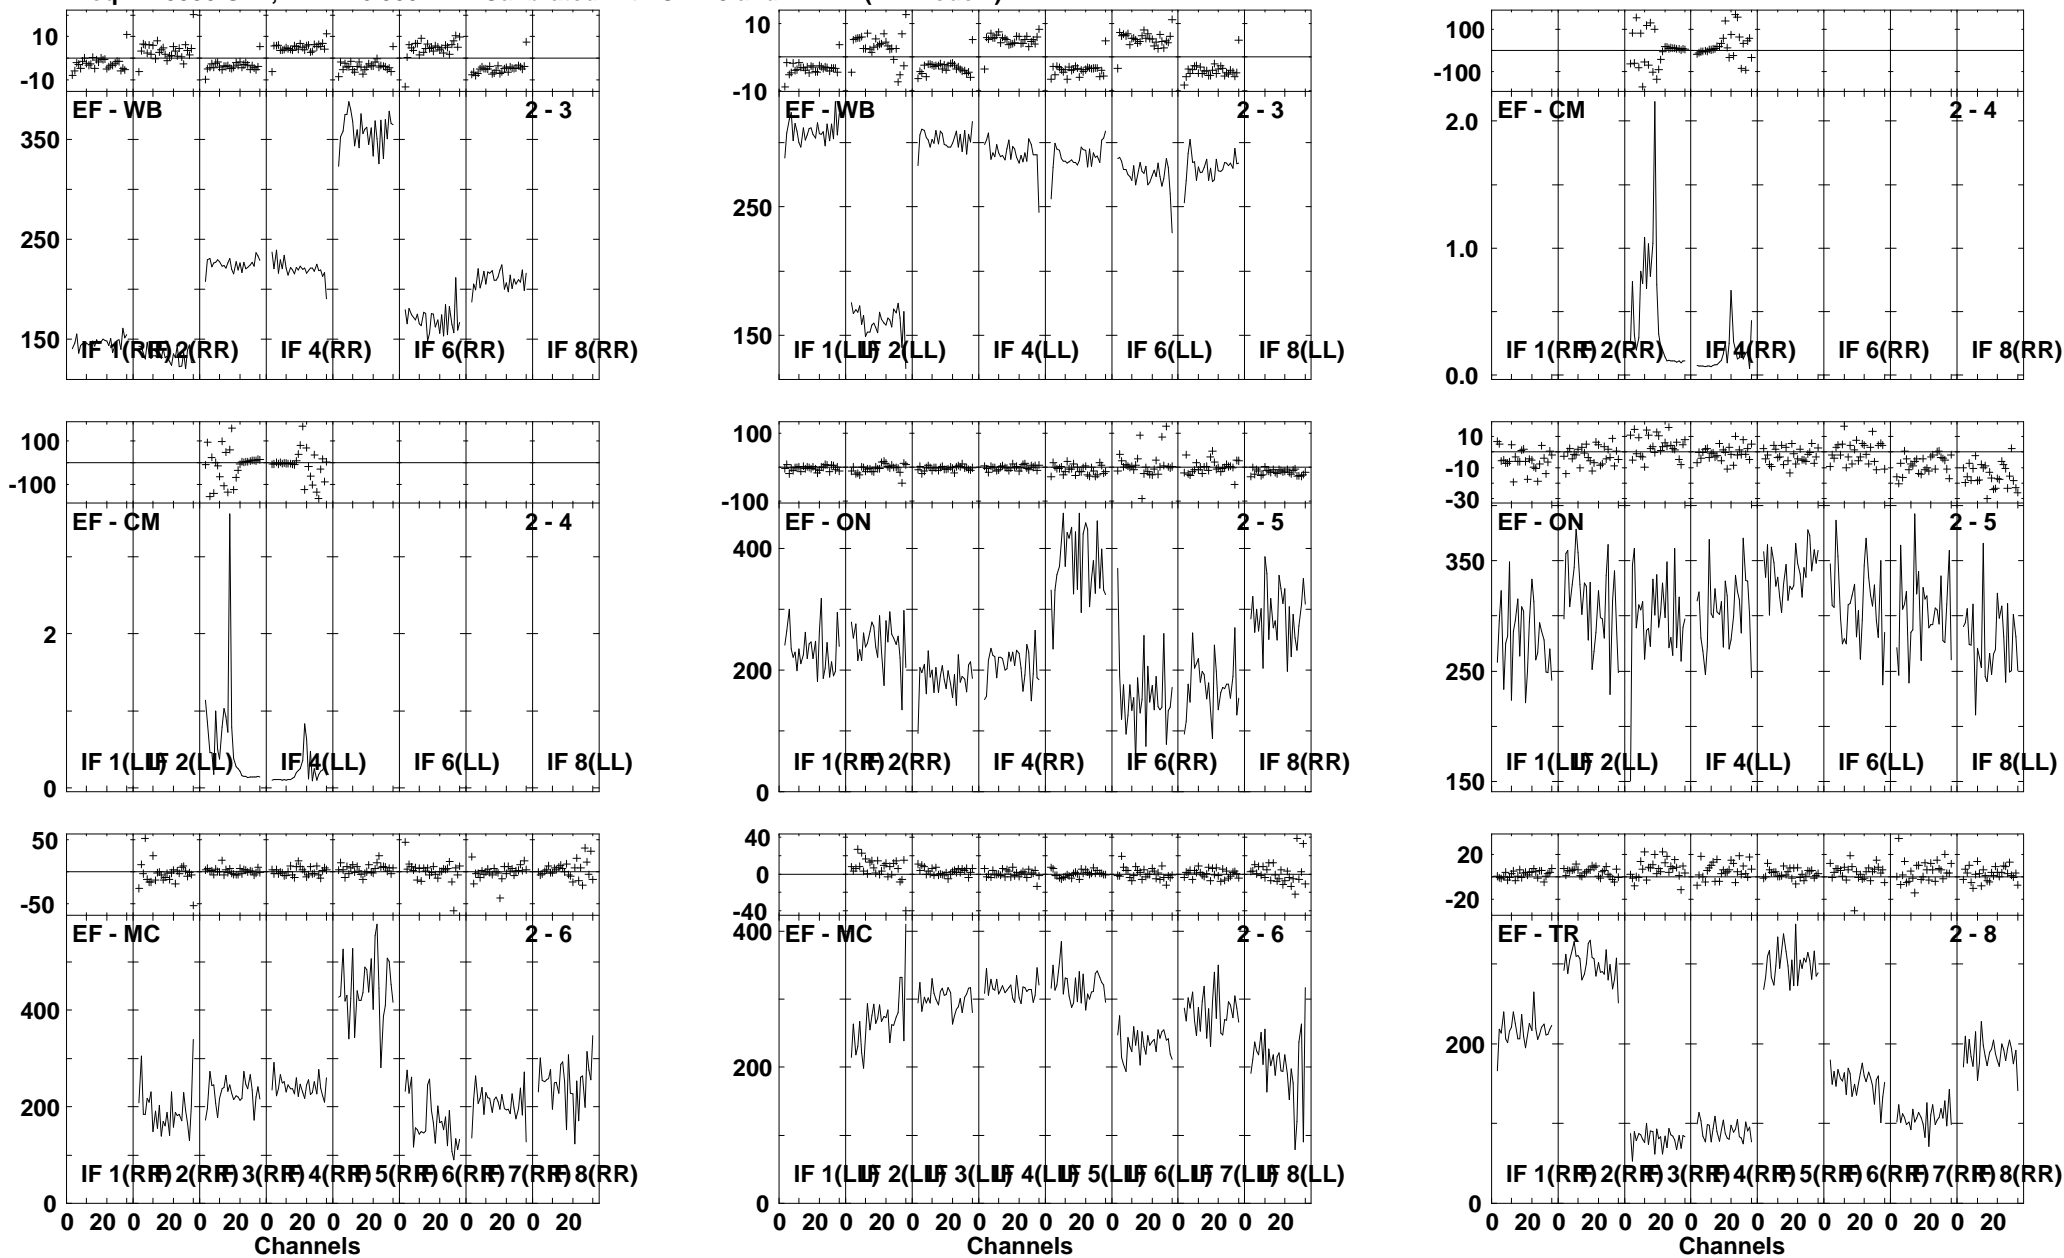 10
-10
EF - WB 2 - 3
350
250
150
IF 1(RR) IF 2(RR) IF 4(RR) IF 6(RR) IF 8(RR)
10
-10
EF - WB 2 - 3
250
150
IF 1(LL) IF 2(LL) IF 4(LL) IF 6(LL) IF 8(LL)
100
-100
EF - CM 2 - 4
2.0
1.0
0.0
IF 1(RR) IF 2(RR) IF 4(RR) IF 6(RR) IF 8(RR)
100
-100
EF - CM 2 - 4
2
0
IF 1(LL) IF 2(LL) IF 4(LL) IF 6(LL) IF 8(LL)
100
-100
EF - ON 2 - 5
400
200
0
IF 1(RR) IF 2(RR) IF 4(RR) IF 6(RR) IF 8(RR)
10
-10
-30
EF - ON 2 - 5
350
250
150
IF 1(LL) IF 2(LL) IF 4(LL) IF 6(LL) IF 8(LL)
50
-50
EF - MC 2 - 6
400
200
0
IF 1(RR) IF 2(RR) IF 3(RR) IF 4(RR) IF 5(RR) IF 6(RR) IF 7(RR) IF 8(RR)
0 20 0 20 0 20 0 20 0 20 0 20 0 20 0 20
Channels
40
0
-40
EF - MC 2 - 6
400
200
0
IF 1(LL) IF 2(LL) IF 3(LL) IF 4(LL) IF 5(LL) IF 6(LL) IF 7(LL) IF 8(LL)
0 20 0 20 0 20 0 20 0 20 0 20 0 20 0 20
Channels
20
-20
EF - TR 2 - 8
200
0
IF 1(RR) IF 2(RR) IF 3(RR) IF 4(RR) IF 5(RR) IF 6(RR) IF 7(RR) IF 8(RR)
0 20 0 20 0 20 0 20 0 20 0 20 0 20 0 20
Channels